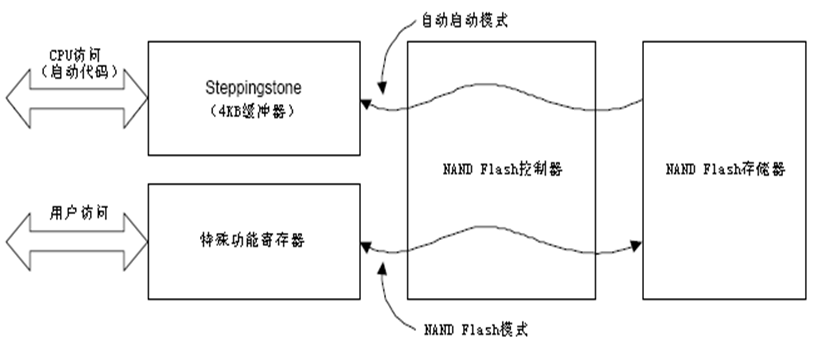 自动启动模式
CPU访问
（启动代码）
Steppingstone
（4KB缓冲器）
NAND Flash控制器
NAND Flash存储器
用户访问
特殊功能寄存器
NAND Flash模式